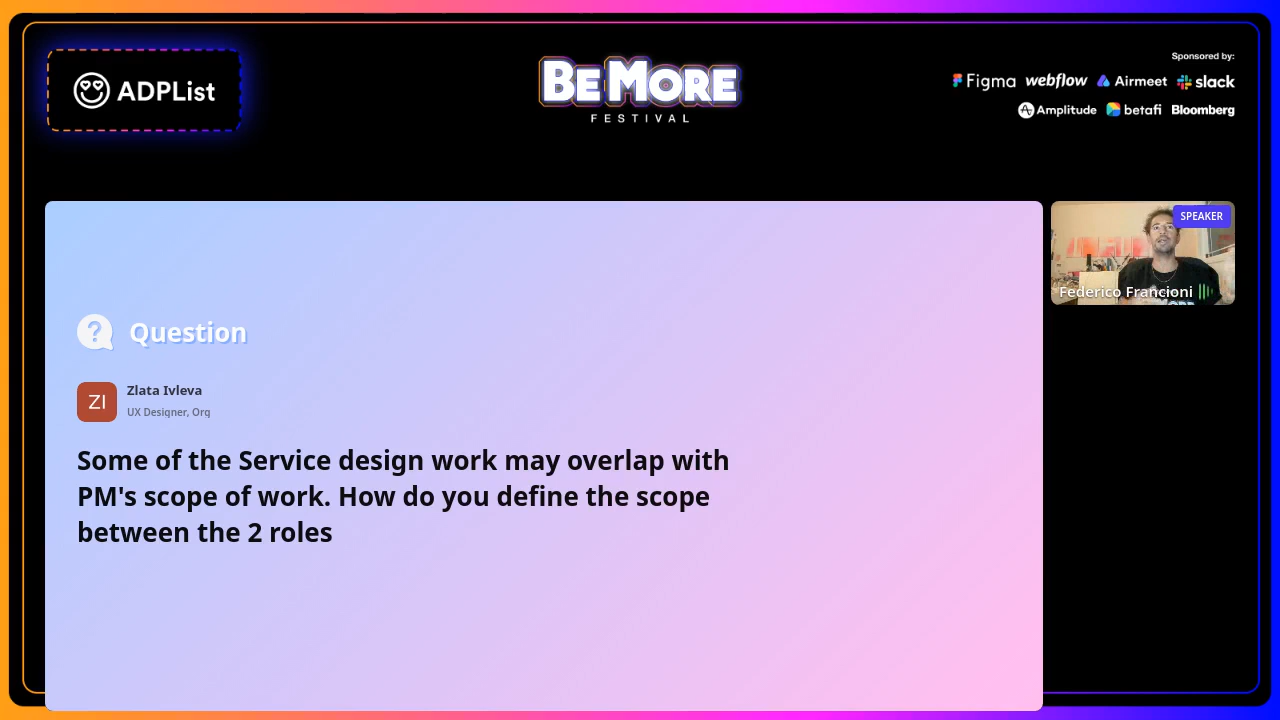 ADPList
BE MORE
FESTIVAL
Sponsored by:
Figma webflow Airmeet slack
Amplitude betafi Bloomberg
SPEAKER
Federico Francioni
Question
ZI
Zlata Ivleva
UX Designer, Org
Some of the Service design work may overlap with
PM's scope of work. How do you define the scope
between the 2 roles